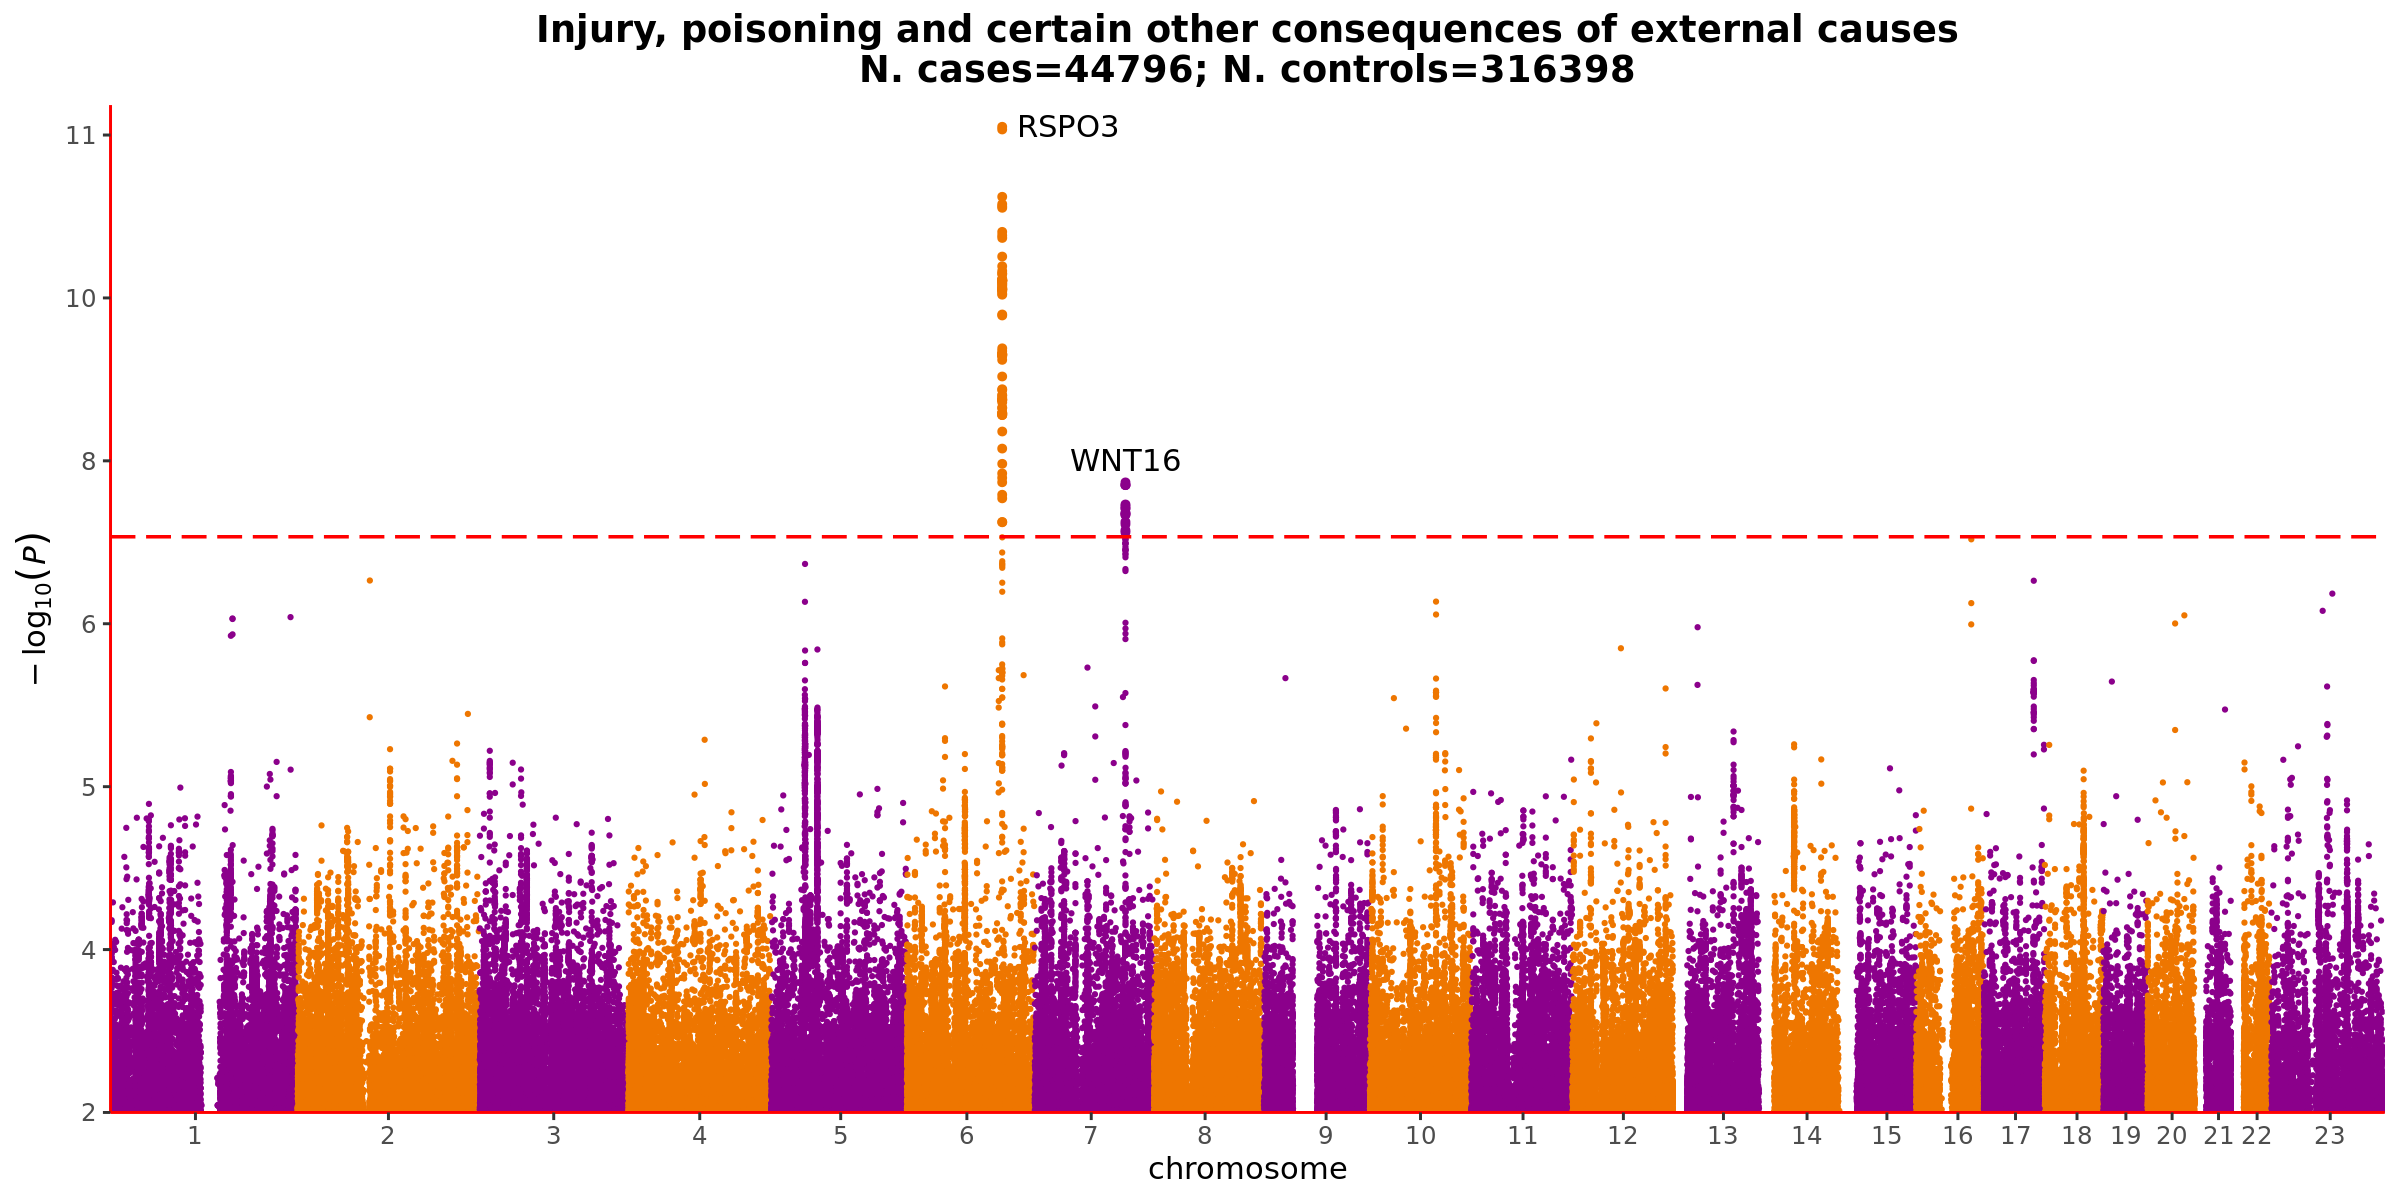 Injury, poisoning and certain other consequences of external causes
N. cases=44796; N. controls=316398
11
RSPO3
10
8
WNT16
6
5
4
2
−log10(P)
1 2 3 4 5 6 7 8 9 10 11 12 13 14 15 16 17 18 19 20 21 22 23
chromosome